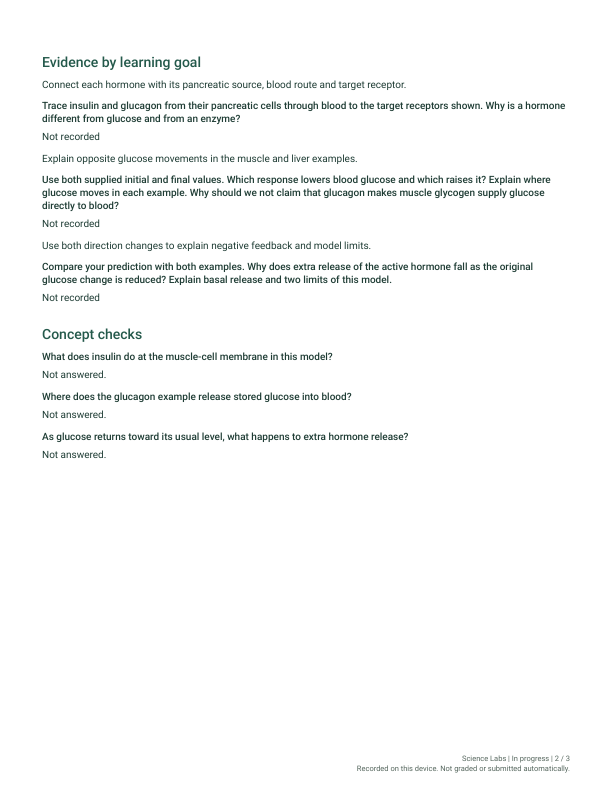 Evidence by learning goal
Connect each hormone with its pancreatic source, blood route and target receptor.
Trace insulin and glucagon from their pancreatic cells through blood to the target receptors shown. Why is a hormone
different from glucose and from an enzyme?
Not recorded
Explain opposite glucose movements in the muscle and liver examples.
Use both supplied initial and final values. Which response lowers blood glucose and which raises it? Explain where
glucose moves in each example. Why should we not claim that glucagon makes muscle glycogen supply glucose
directly to blood?
Not recorded
Use both direction changes to explain negative feedback and model limits.
Compare your prediction with both examples. Why does extra release of the active hormone fall as the original
glucose change is reduced? Explain basal release and two limits of this model.
Not recorded
Concept checks
What does insulin do at the muscle-cell membrane in this model?
Not answered.
Where does the glucagon example release stored glucose into blood?
Not answered.
As glucose returns toward its usual level, what happens to extra hormone release?
Not answered.
Science Labs | In progress | 2 / 3
Recorded on this device. Not graded or submitted automatically.